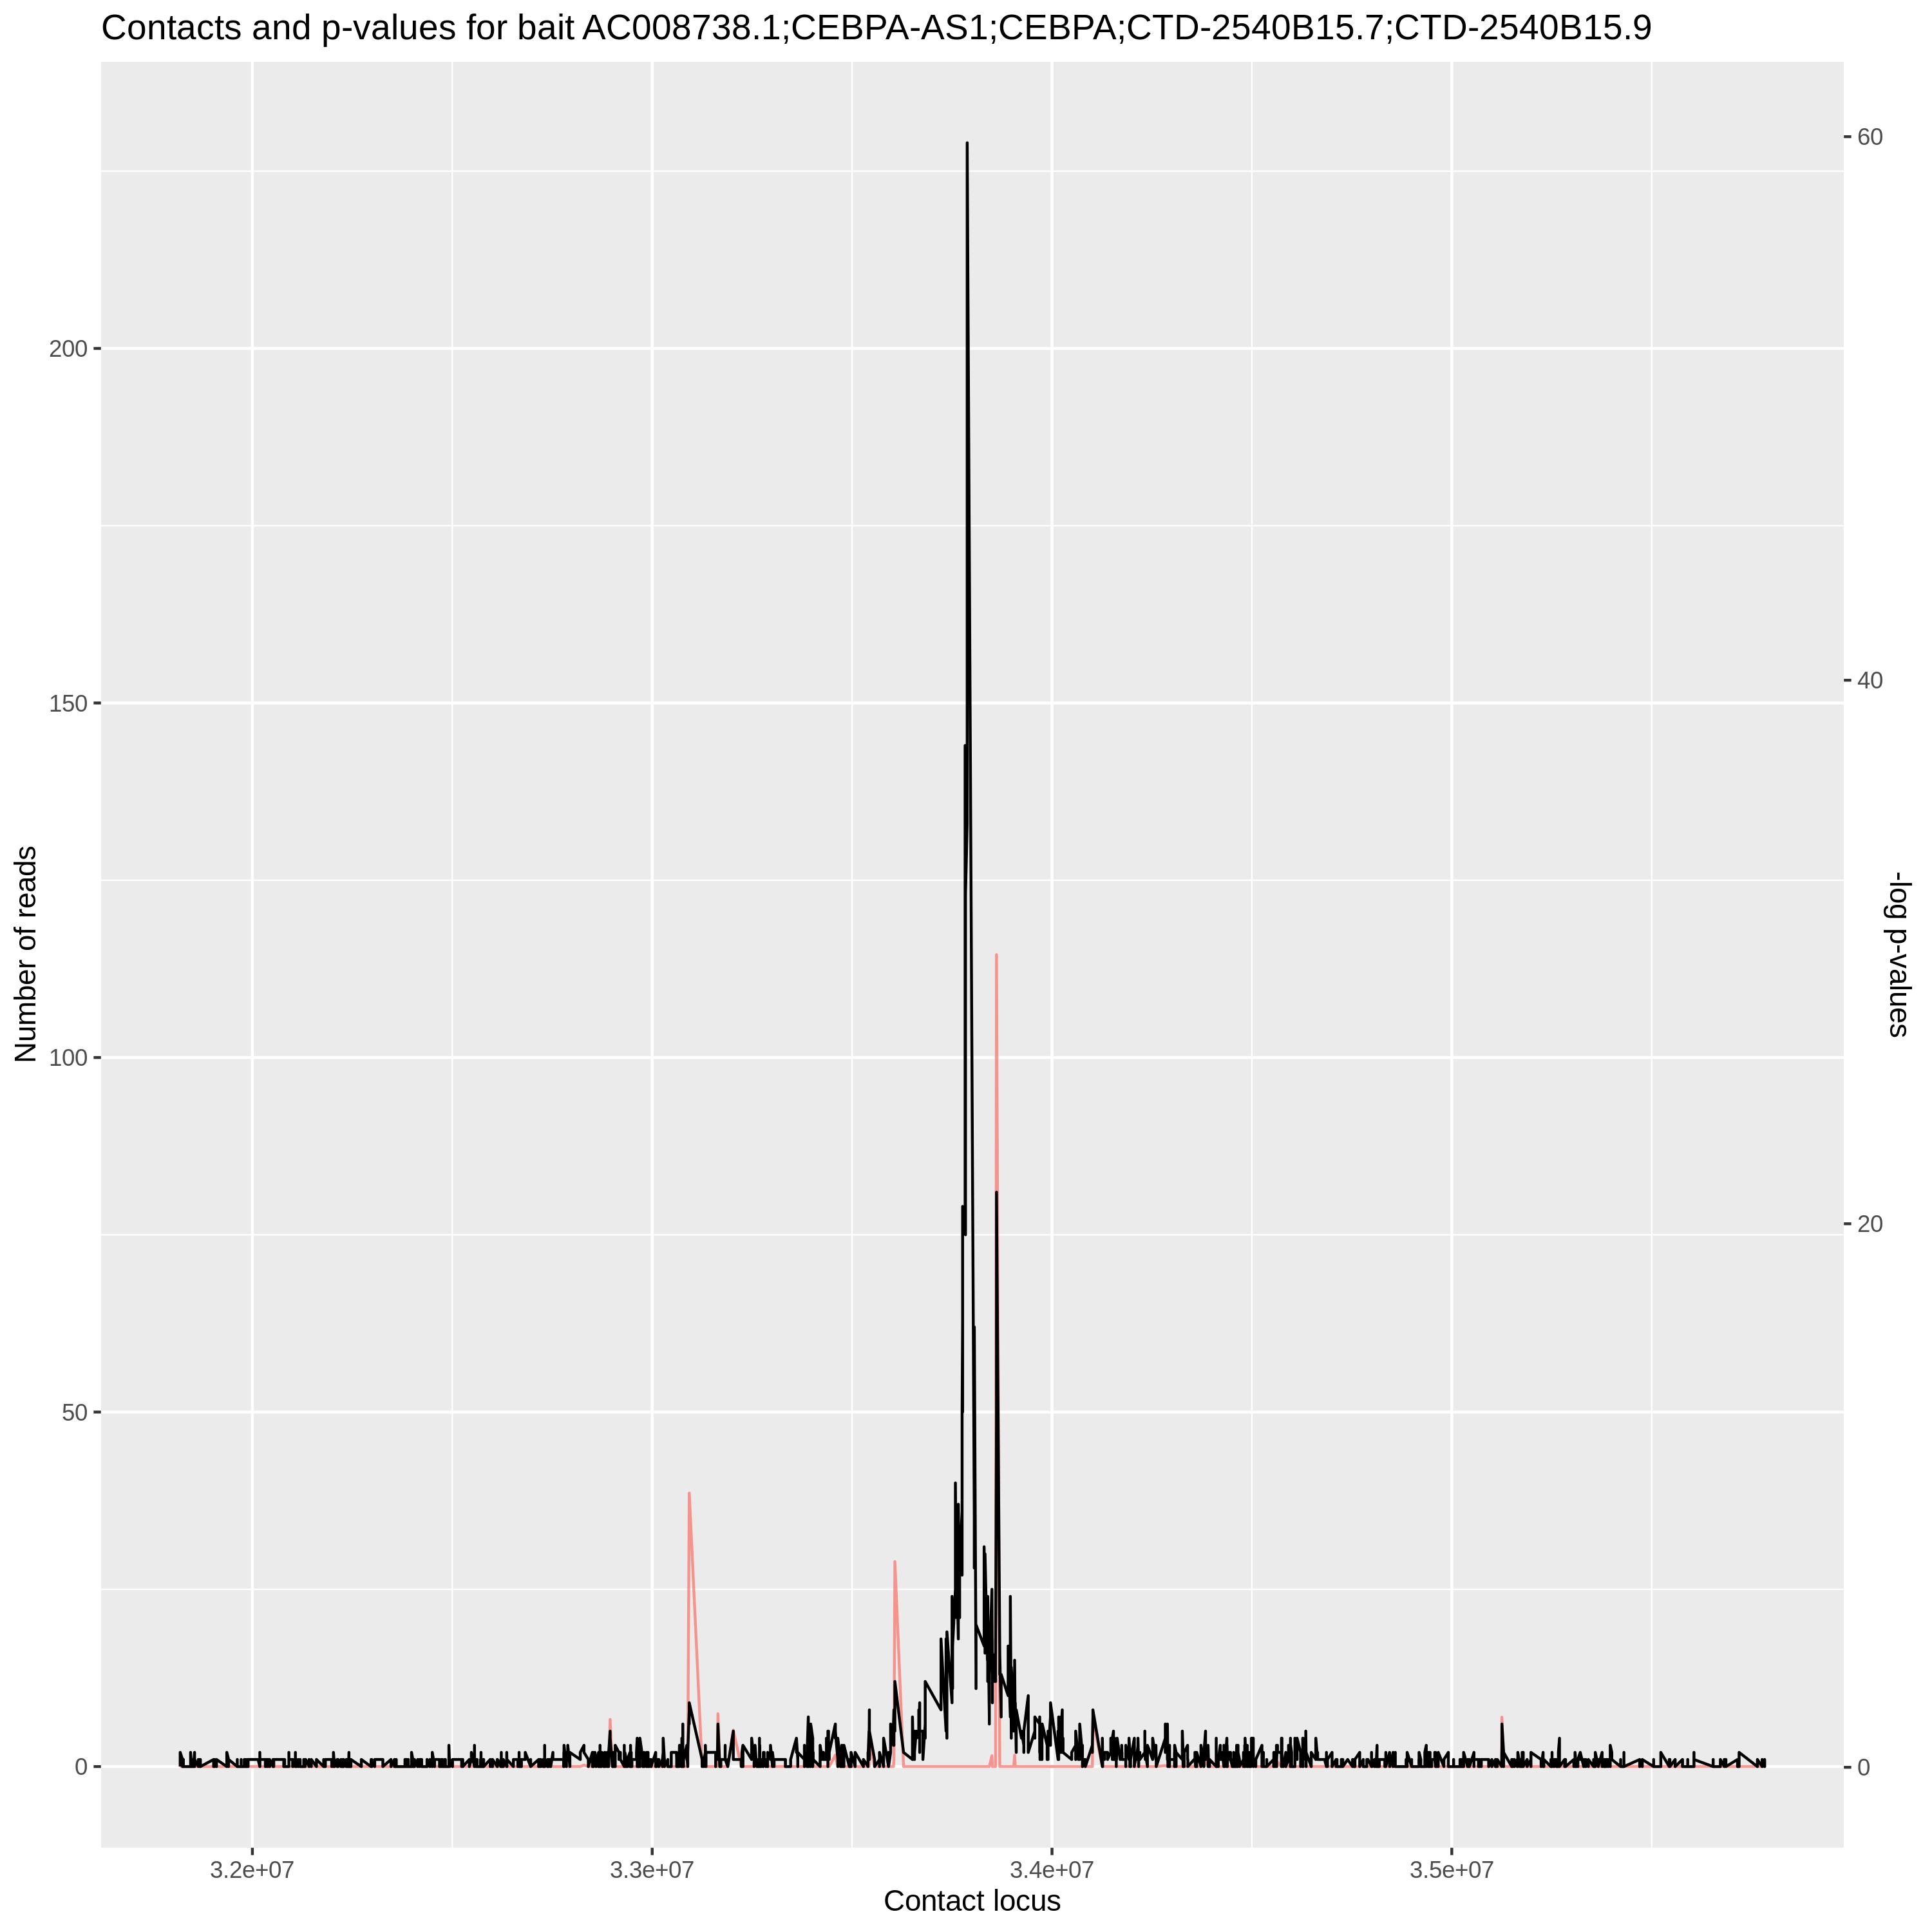 Contacts and p-values for bait AC008738.1;CEBPA-AS1;CEBPA;CTD-2540B15.7;CTD-2540B15.9
Number of reads
200
150
100
50
0
60
40
20
0
-log p-values
3.2e+07
3.3e+07
3.4e+07
3.5e+07
Contact locus